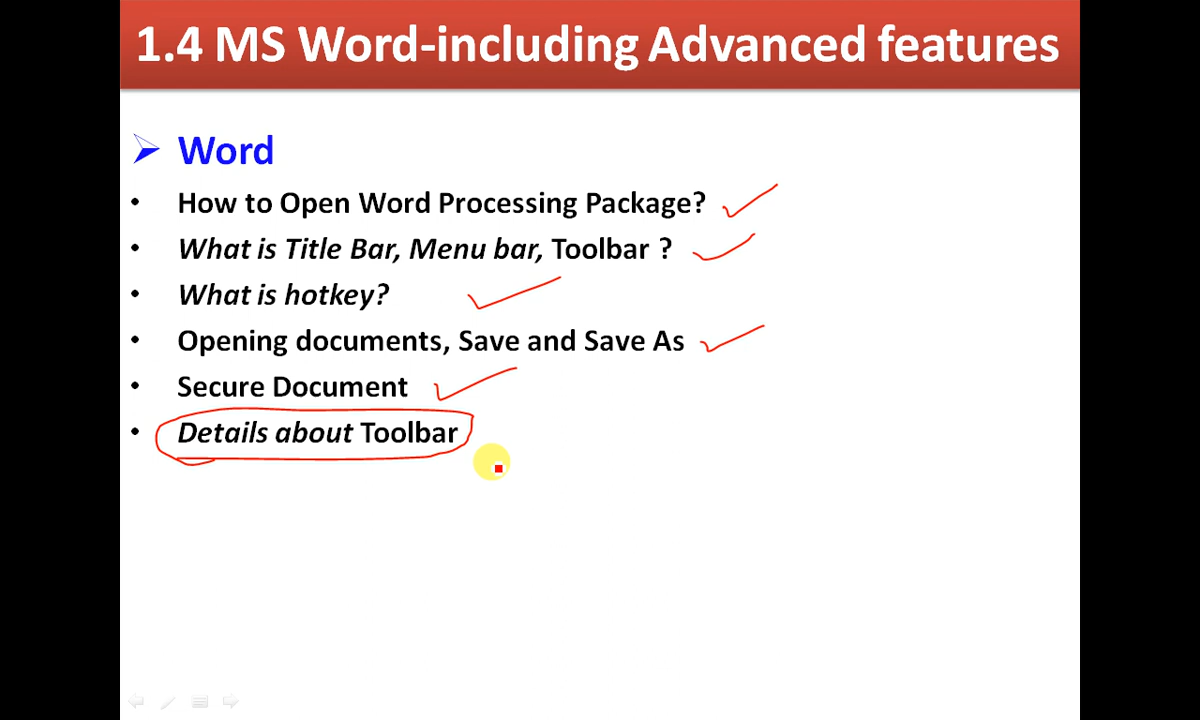 1.4 MS Word-including Advanced features
Word
How to Open Word Processing Package?
What is Title Bar, Menu bar, Toolbar ?
What is hotkey?
Opening documents, Save and Save As
Secure Document
Details about Toolbar